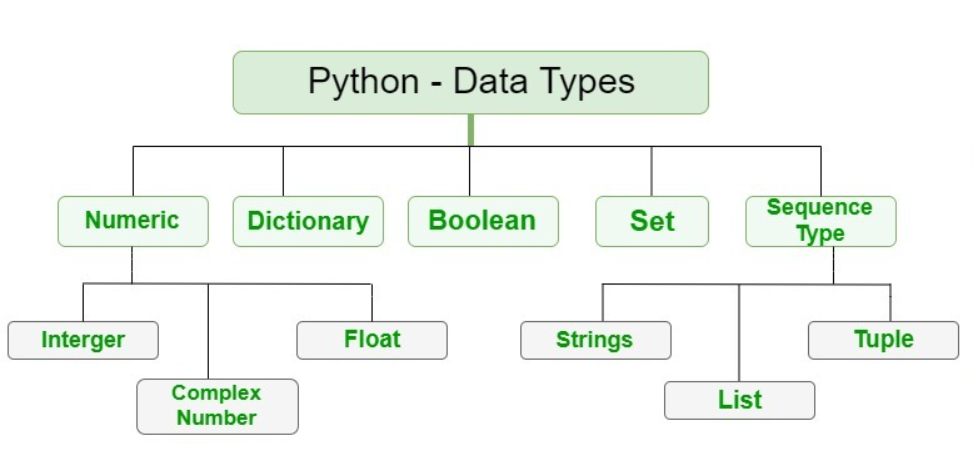 Python - Data Types
Numeric
Dictionary
Boolean
Set
Sequence
Type
Interger
Float
Strings
Tuple
Complex
Number
List